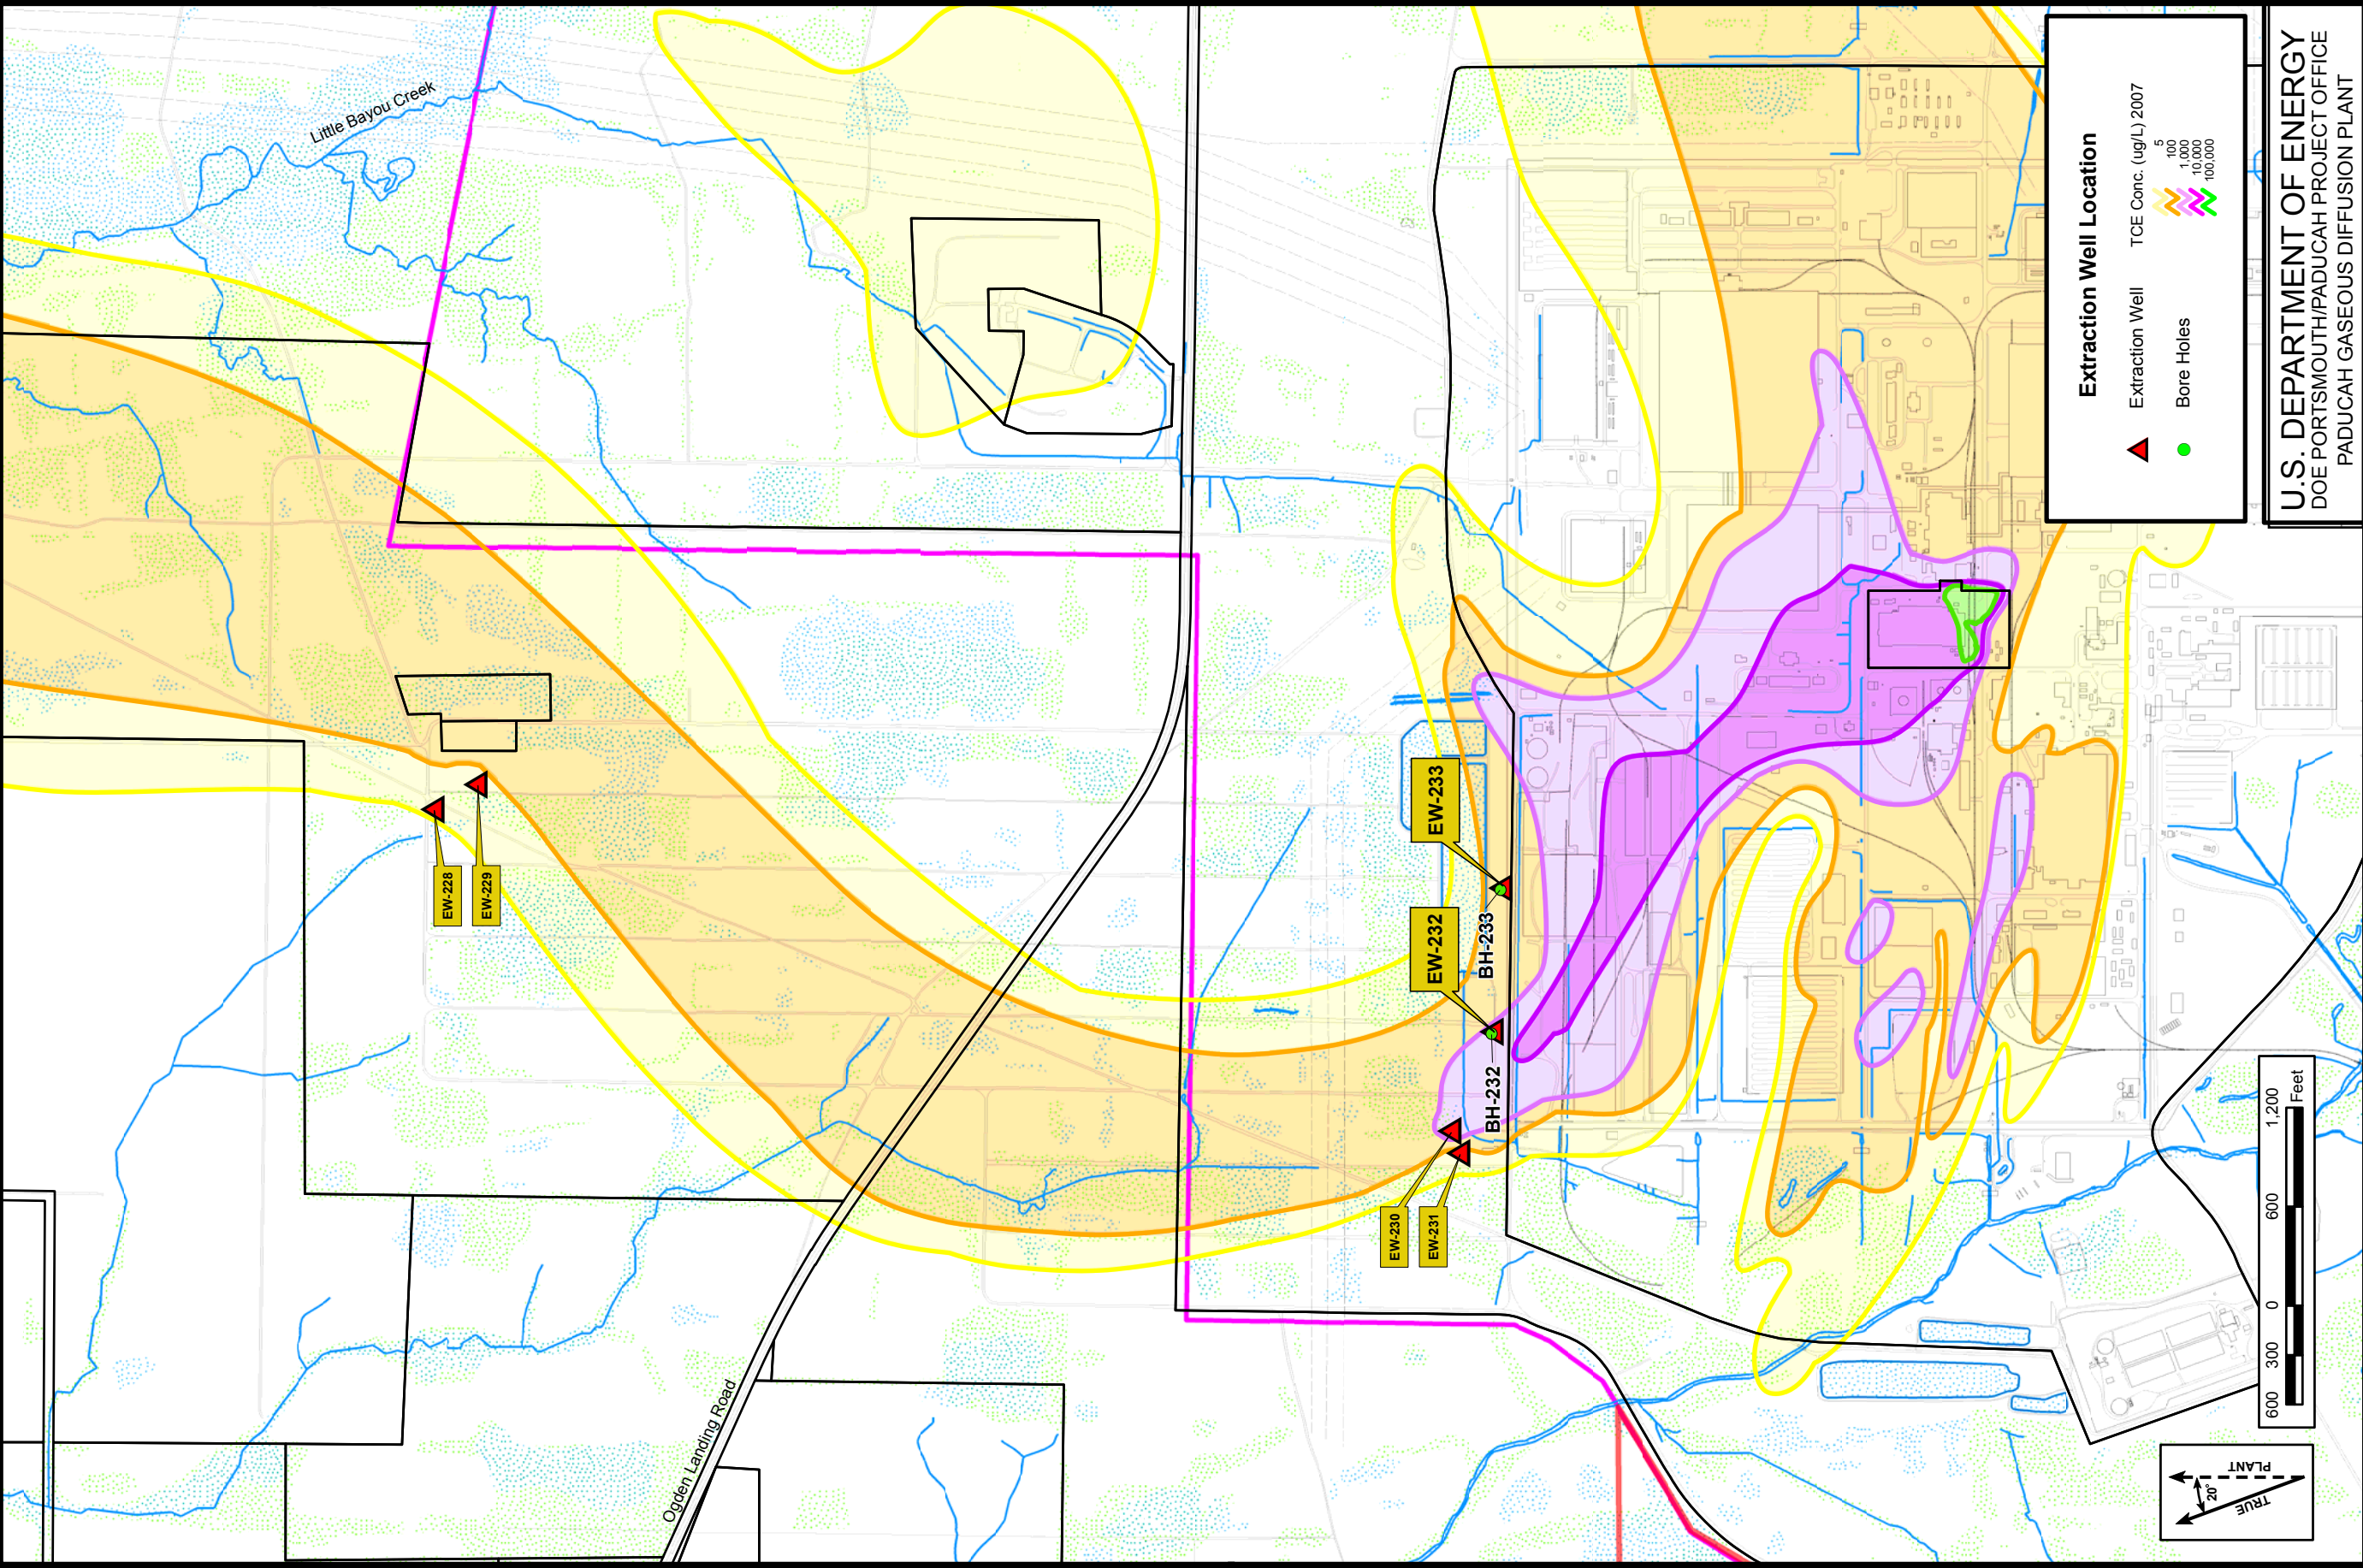 Little Bayou Creek
Ogden Landing Road
EW-228
EW-229
EW-230
EW-231
EW-232
EW-233
BH-232
BH-233
Extraction Well Location
Extraction Well
Bore Holes
TCE Conc. (ug/L) 2007
5
100
1,000
10,000
100,000
U.S. DEPARTMENT OF ENERGY
DOE PORTSMOUTH/PADUCAH PROJECT OFFICE
PADUCAH GASEOUS DIFFUSION PLANT
600 300 0 600 1,200
Feet
PLANT
TRUE
20°